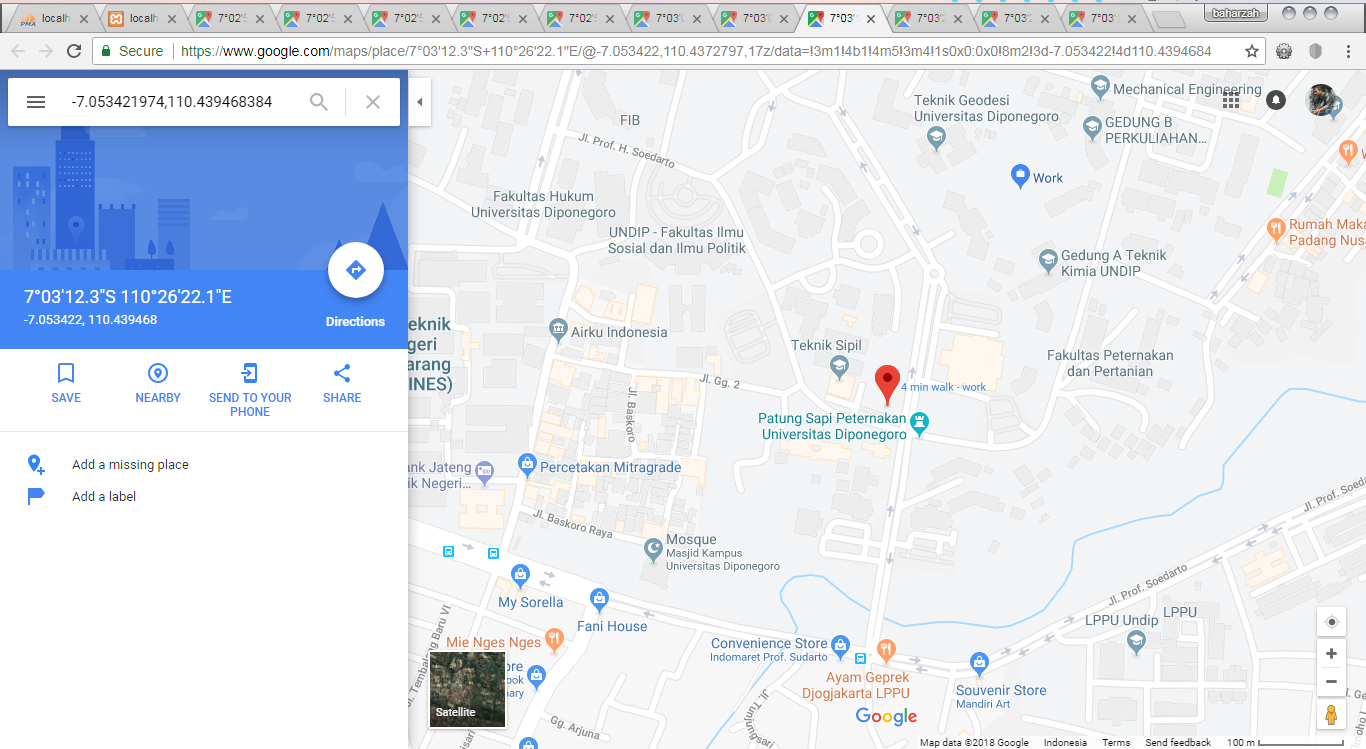 localh
localh
7°02'S
7°02'S
7°02'S
7°02'S
7°02'S
7°03'0
7°03'0
7°03'1
7°03'2
7°03'2
7°03'
baharzah
Secure
https://www.google.com/maps/place/7°03'12.3"S+110°26'22.1"E/@-7.053422,110.4372797,17z/data=!3m1!4b1!4m5!3m4!1s0x0:0x0!8m2!3d-7.053422!4d110.4394684
-7.053421974,110.439468384
7°03'12.3"S 110°26'22.1"E
-7.053422, 110.439468
Directions
SAVE
NEARBY
SEND TO YOUR
PHONE
SHARE
Add a missing place
Add a label
Satellite
FIB
Jl. Prof. H. Soedarto
Teknik Geodesi
Universitas Diponegoro
Mechanical Engineering
GEDUNG B
PERKULIAHAN...
Work
Fakultas Hukum
Universitas Diponegoro
UNDIP - Fakultas Ilmu
Sosial dan Ilmu Politik
Rumah Maka
Padang Nus
Gedung A Teknik
Kimia UNDIP
eknik
geri
arang
INES)
Airku Indonesia
Teknik Sipil
Fakultas Peternakan
dan Pertanian
Jl. Gg. 2
4 min walk - work
Jl. Baskoro
Patung Sapi Peternakan
Universitas Diponegoro
ank Jateng
ik Negeri...
Percetakan Mitragrade
Jl. Baskoro Raya
Mosque
Masjid Kampus
Universitas Diponegoro
Jl. Prof. Soe
Jl. Prof. Soedarto
My Sorella
Fani House
LPPU Undip
LPPU
Mie Nges Nges
Jl. Tembalang Baru VI
Convenience Store
Indomaret Prof. Sudarto
Ayam Geprek
Djogjakarta LPPU
Souvenir Store
Mandiri Art
ore
ook
nary
Gg. Arjuna
Jl. Tunjungsari
Google
Map data ©2018 Google
Indonesia
Terms
Send feedback
100 m